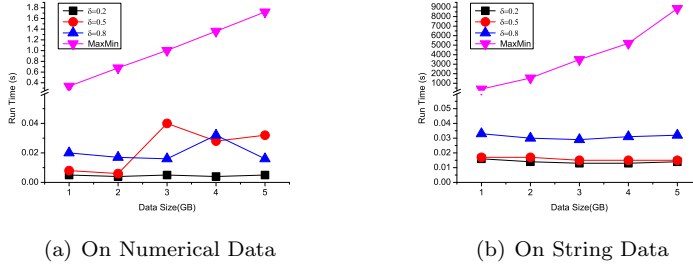 δ=0.2
δ=0.5
δ=0.8
MaxMin
1.8
1.6
1.4
1.2
1.0
0.8
0.6
0.4
0.04
0.02
0.00
Run Time (s)
1 2 3 4 5
Data Size(GB)
(a) On Numerical Data
δ=0.2
δ=0.5
δ=0.8
MaxMin
9000
8000
7000
6000
5000
4000
3000
2000
1000
0.05
0.04
0.03
0.02
0.01
0.00
Run Time (s)
1 2 3 4 5
Data Size(GB)
(b) On String Data